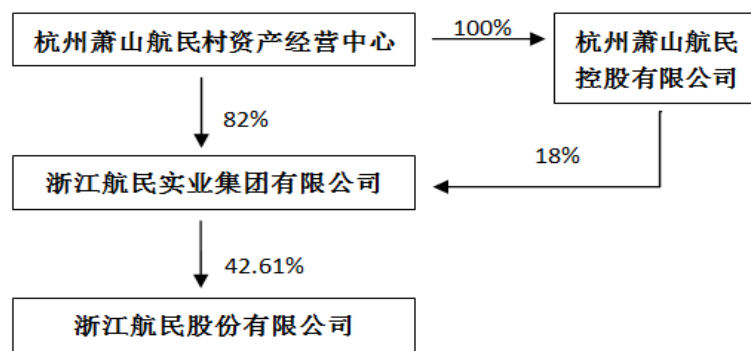 杭州萧山航民村资产经营中心
100%
杭州萧山航民
控股有限公司
82%
18%
浙江航民实业集团有限公司
42.61%
浙江航民股份有限公司